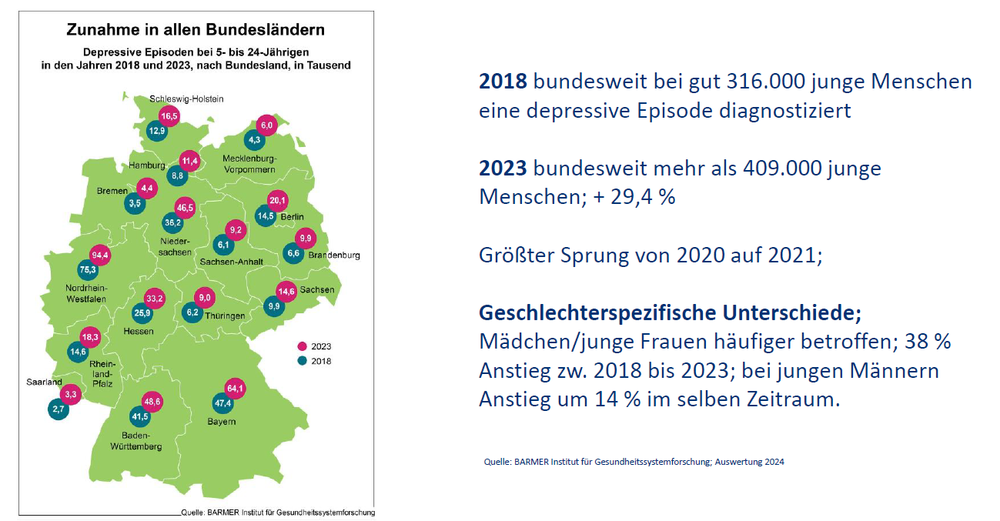 Zunahme in allen Bundesländern
Depressive Episoden bei 5- bis 24-Jährigen
in den Jahren 2018 und 2023, nach Bundesland, in Tausend
Schleswig-Holstein
16,5
12,9
6,0
4,3
Mecklenburg-
Vorpommern
Hamburg
11,4
8,8
Bremen
4,4
3,5
46,5
36,2
Nieder-
sachsen
20,1
14,5
Berlin
9,2
6,1
Sachsen-Anhalt
9,9
6,6
Brandenburg
94,4
75,3
Nordrhein-
Westfalen
33,2
25,9
Hessen
9,0
6,2
Thüringen
14,6
9,9
Sachsen
18,3
14,6
Rhein-
land-
Pfalz
2023
2018
Saarland
3,3
2,7
48,6
41,5
Baden-
Württemberg
64,1
47,4
Bayern
Quelle: BARMER Institut für Gesundheitssystemforschung
2018 bundesweit bei gut 316.000 junge Menschen
eine depressive Episode diagnostiziert
2023 bundesweit mehr als 409.000 junge
Menschen; + 29,4 %
Größter Sprung von 2020 auf 2021;
Geschlechterspezifische Unterschiede;
Mädchen/junge Frauen häufiger betroffen; 38 %
Anstieg zw. 2018 bis 2023; bei jungen Männern
Anstieg um 14 % im selben Zeitraum.
Quelle: BARMER Institut für Gesundheitssystemforschung; Auswertung 2024